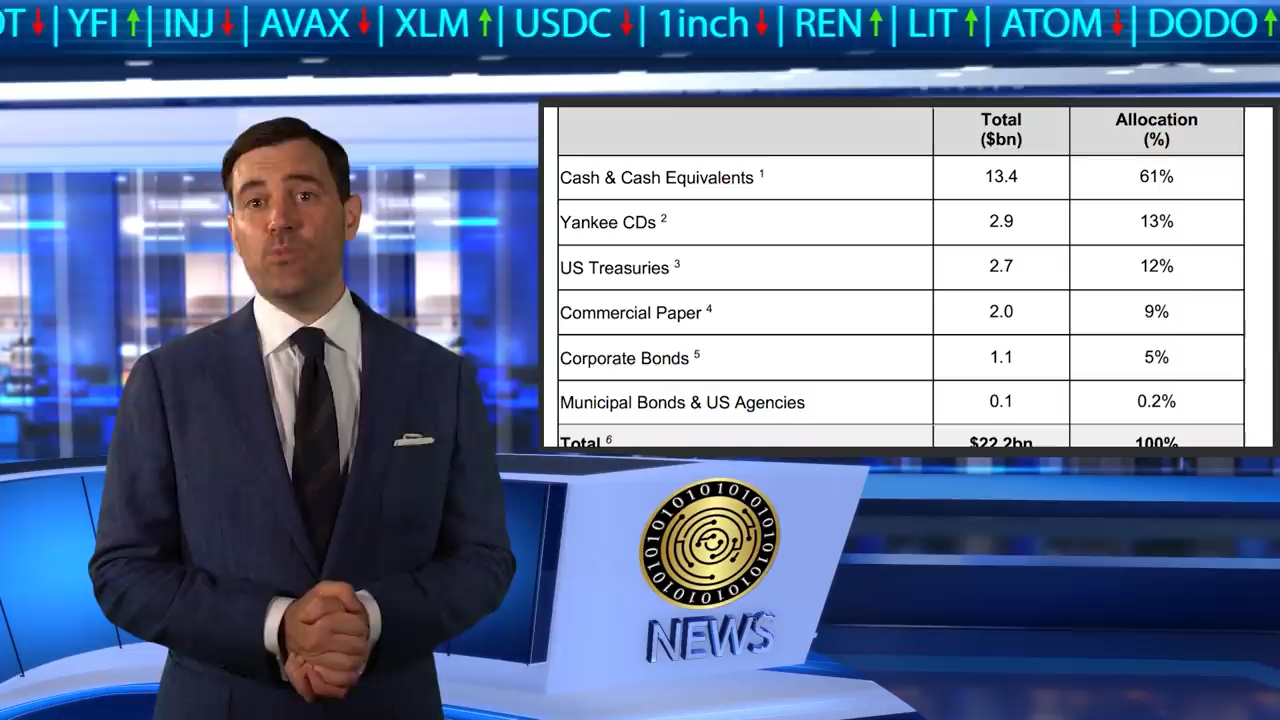 YFI↑ | INJ↓ | AVAX↓ | XLM↑ | USDC↓ | 1inch↓ | REN↑ | LIT↑ | ATOM↓ | DODO↑
Total ($bn) Allocation (%)
Cash & Cash Equivalents ¹ 13.4 61%
Yankee CDs ² 2.9 13%
US Treasuries ³ 2.7 12%
Commercial Paper ⁴ 2.0 9%
Corporate Bonds ⁵ 1.1 5%
Municipal Bonds & US Agencies 0.1 0.2%
Total ⁶ $22.2bn 100%
NEWS